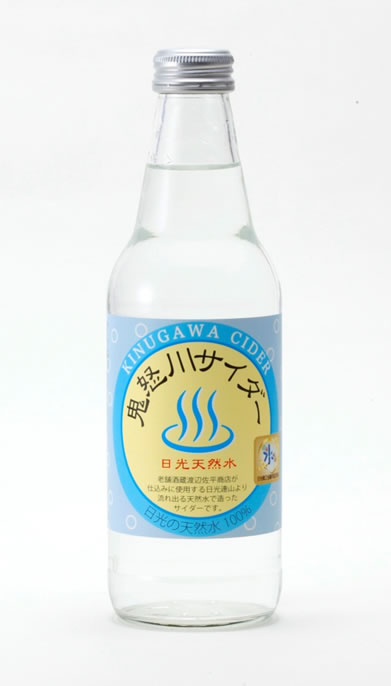 KINUGAWA CIDER
鬼怒川サイダー
日光天然水
老舗酒蔵渡辺佐平商店が
仕込みに使用する日光連山より
流れ出る天然水で造った
サイダーです。
日光の天然水 100%
水